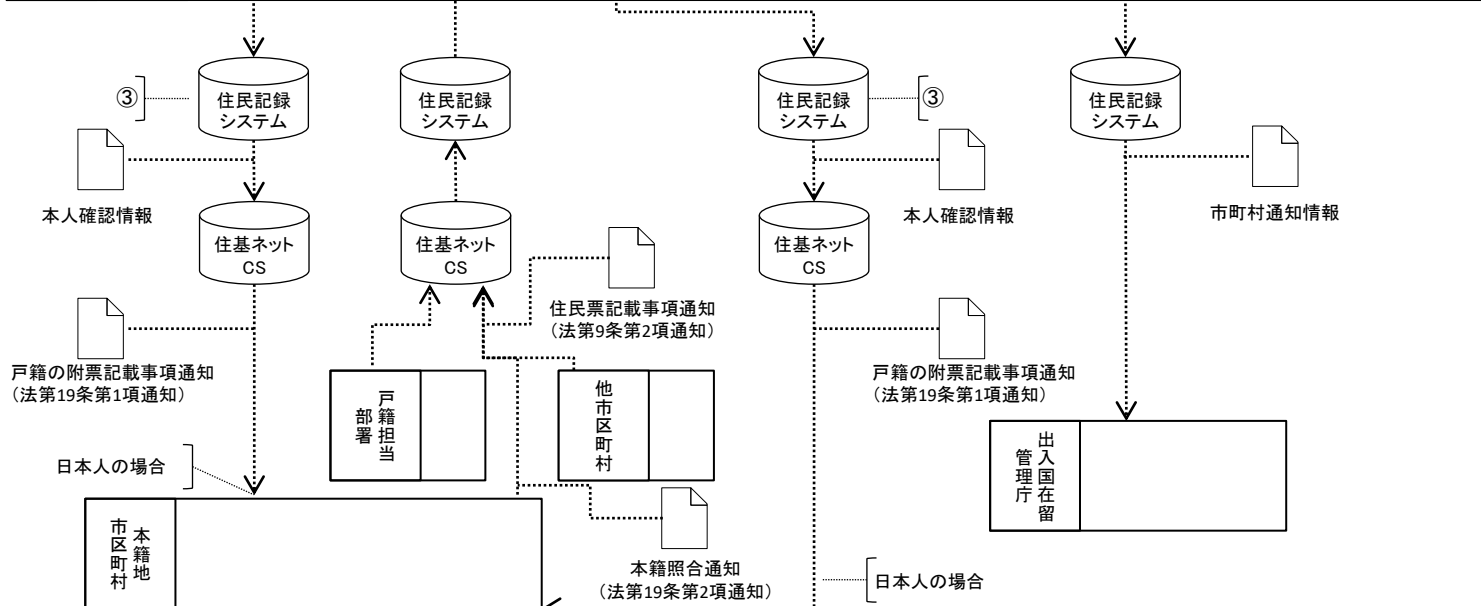 ③
住民記録
システム
住民記録
システム
住民記録
システム
③
住民記録
システム
本人確認情報
本人確認情報
市町村通知情報
住基ネット
CS
住基ネット
CS
住基ネット
CS
住民票記載事項通知
（法第9条第2項通知）
戸籍の附票記載事項通知
（法第19条第1項通知）
戸籍の附票記載事項通知
（法第19条第1項通知）
戸籍担当
部署
他市区町村
出入国在留
管理庁
日本人の場合
本籍地
市区町村
本籍照合通知
（法第19条第2項通知）
日本人の場合